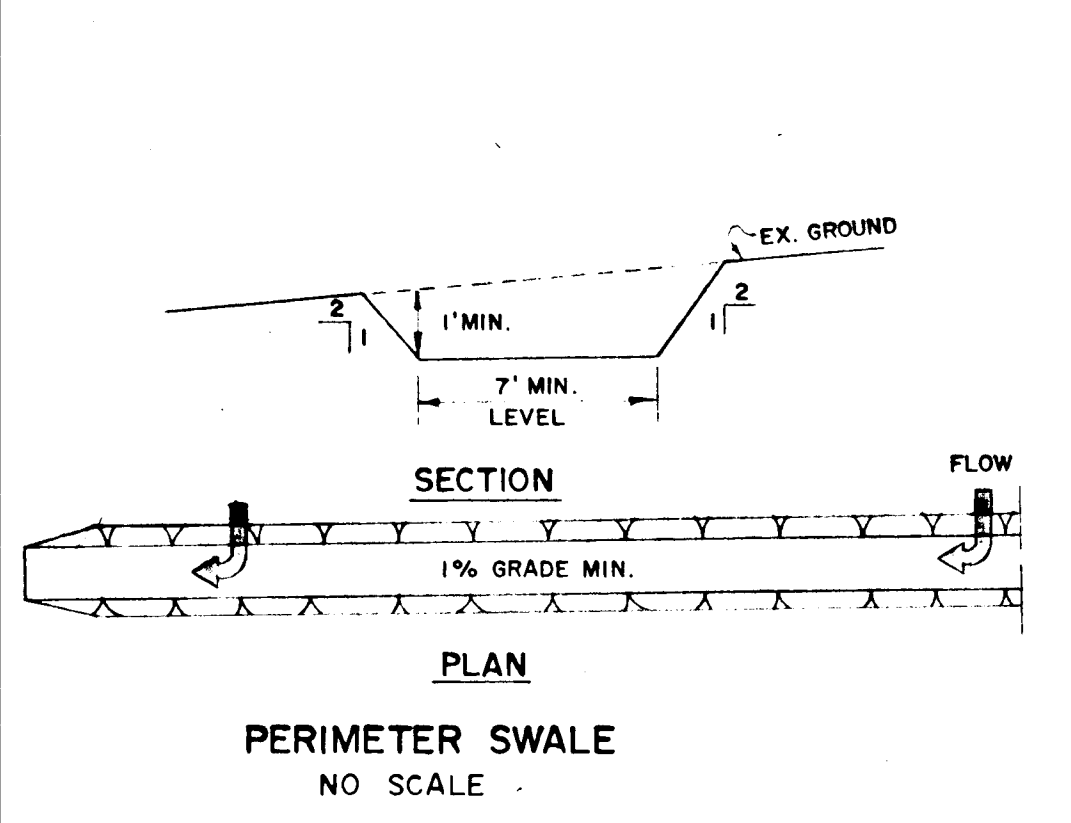 EX. GROUND
2
1
1' MIN.
1
2
7' MIN.
LEVEL
SECTION
FLOW
1% GRADE MIN.
PLAN
PERIMETER SWALE
NO SCALE